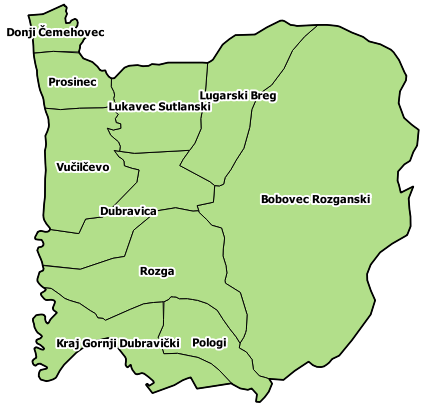 Donji Čemehovec
Prosinec
Lugarski Breg
Lukavec Sutlanski
Vučilčevo
Bobovec Rozganski
Dubravica
Rozga
Kraj Gornji Dubravički
Pologi